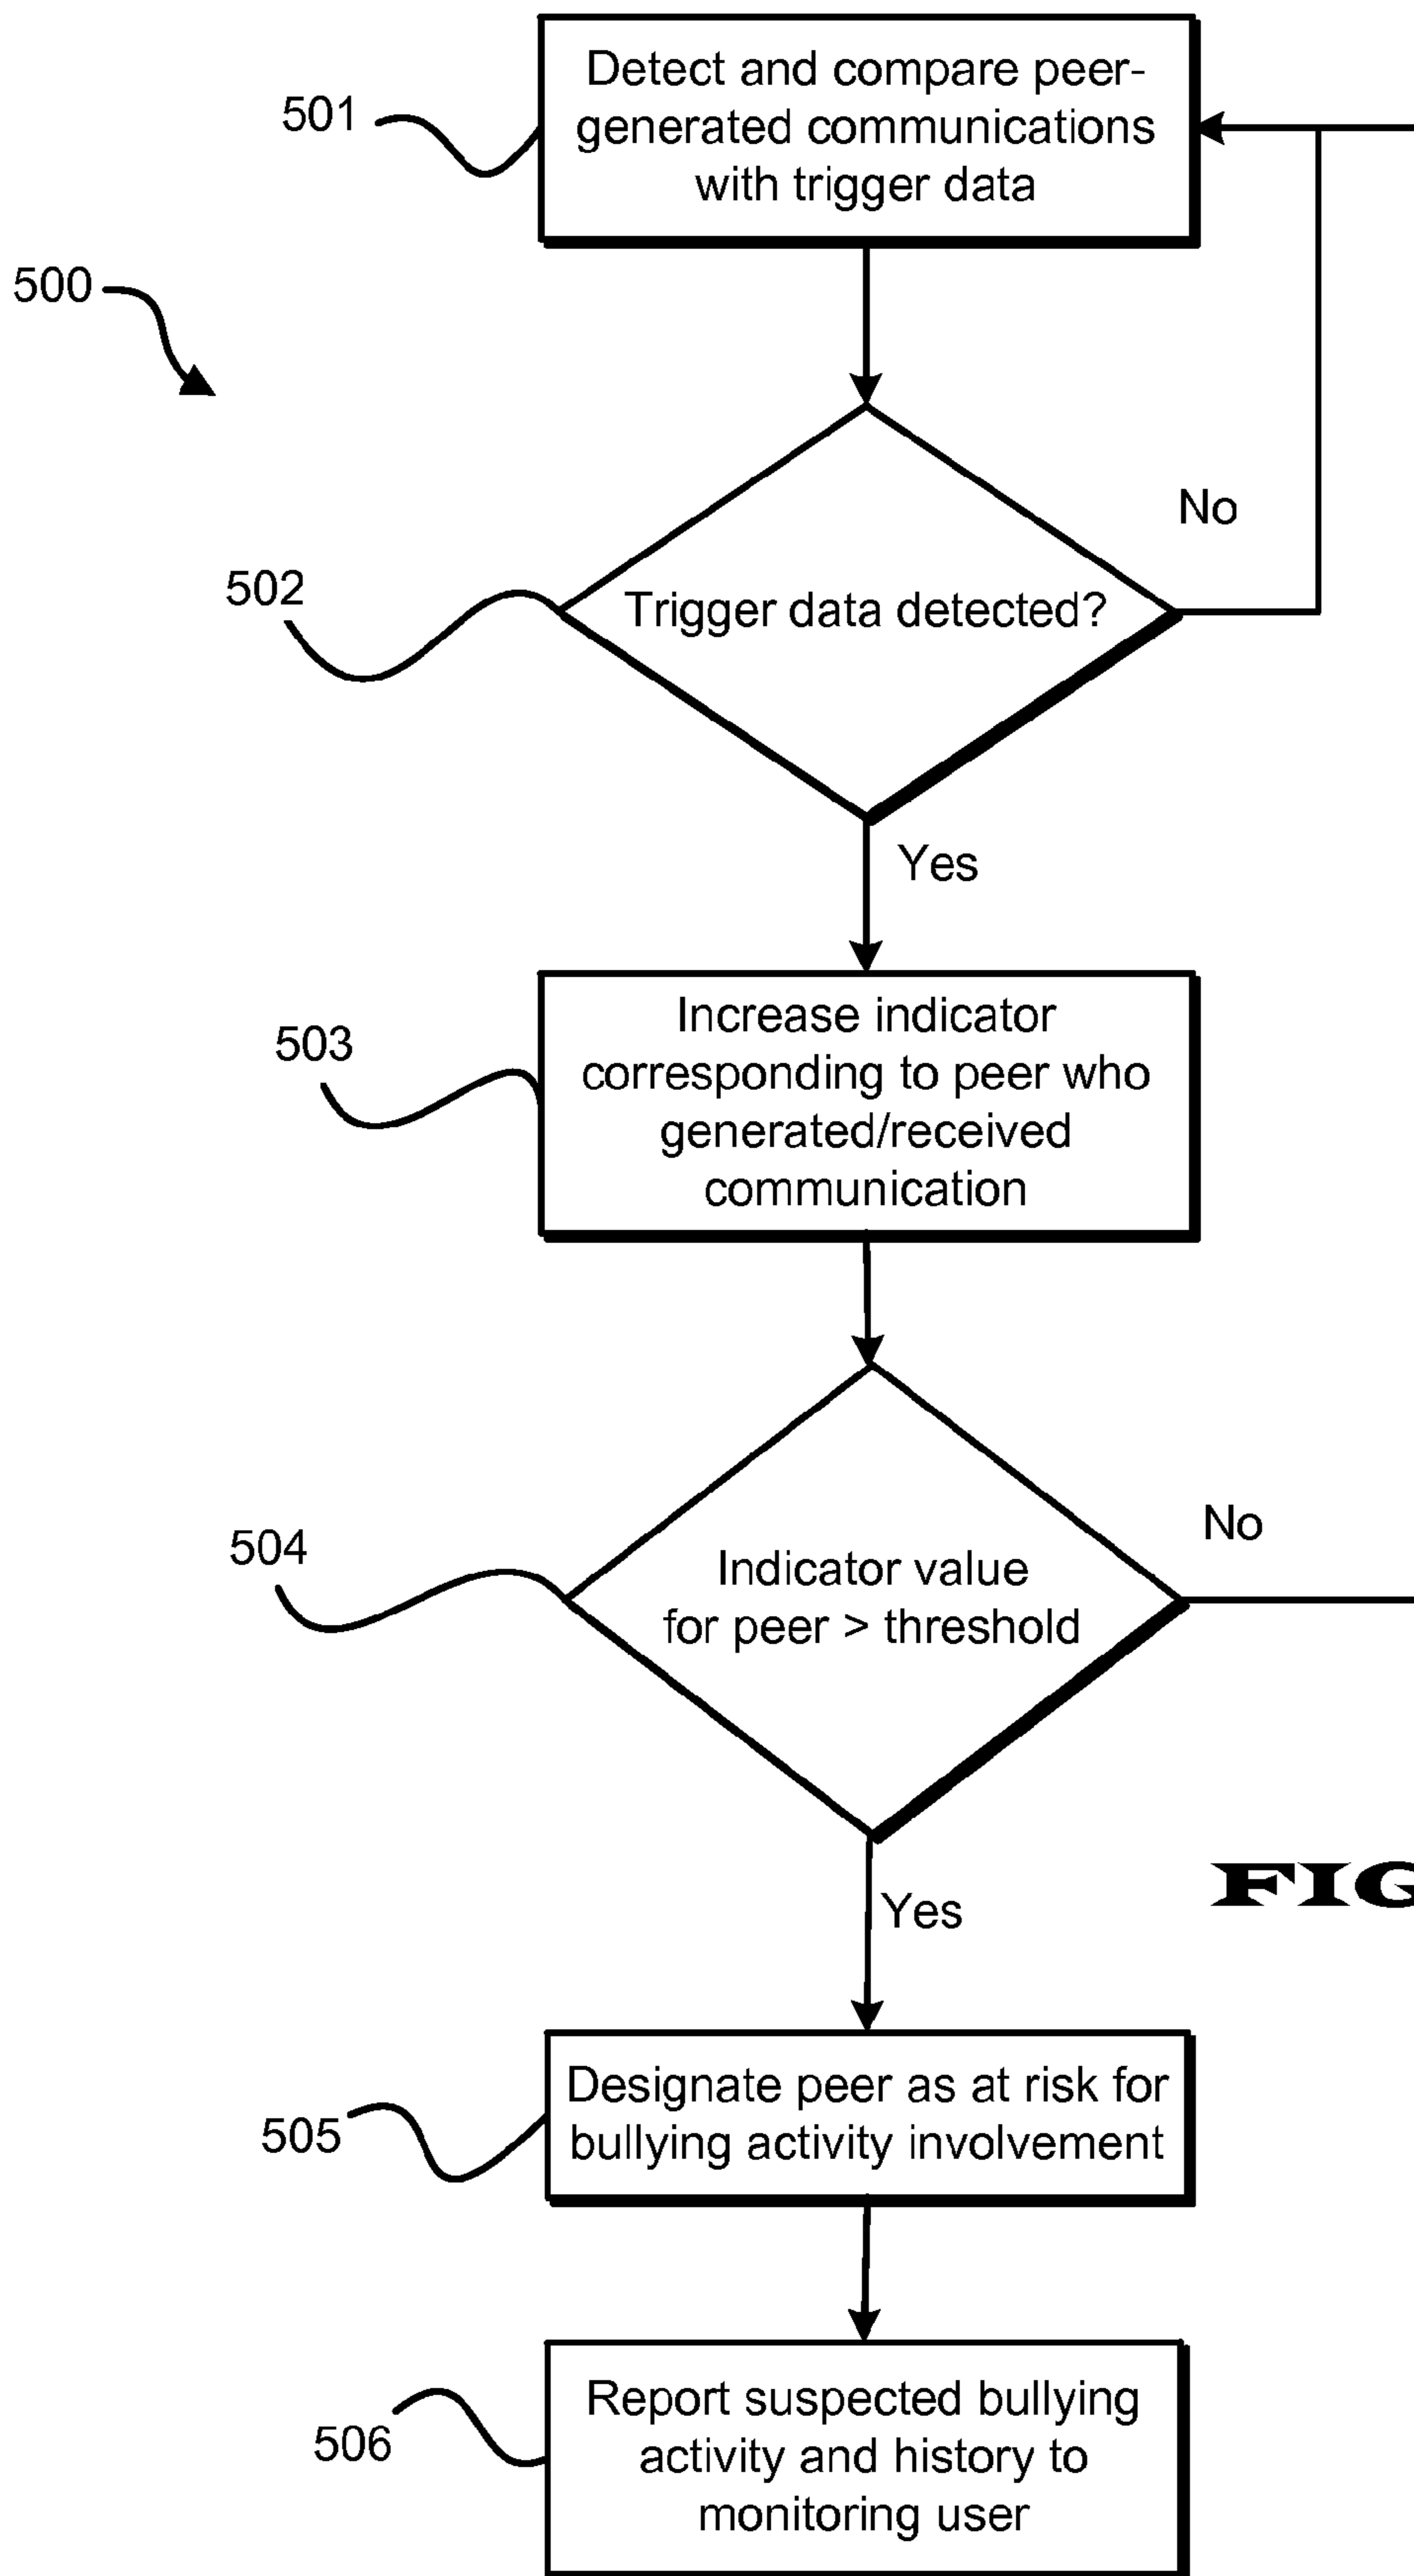 501
Detect and compare peer-
generated communications
with trigger data
500
No
502
Trigger data detected?
Yes
503
Increase indicator
corresponding to peer who
generated/received
communication
No
504
Indicator value
for peer > threshold
FIG
Yes
505
Designate peer as at risk for
bullying activity involvement
506
Report suspected bullying
activity and history to
monitoring user